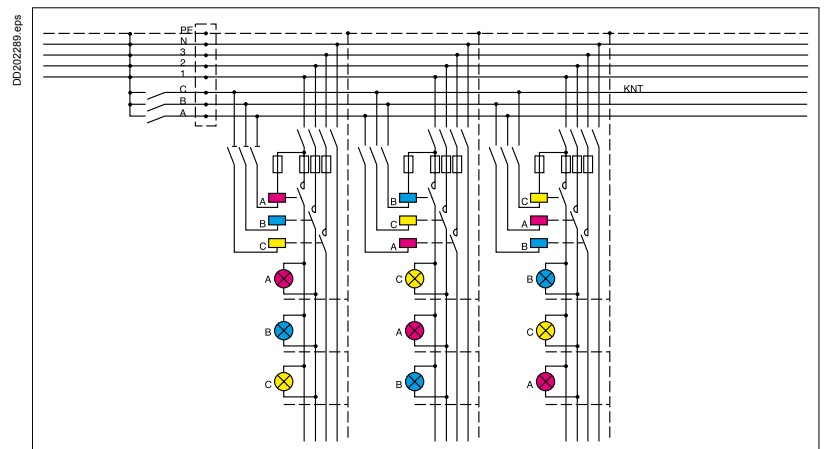 DD202289.eps
PE
N
3
2
1
C KNT
B
A
A B C
B C A
C A B
A C B
B A C
C B A